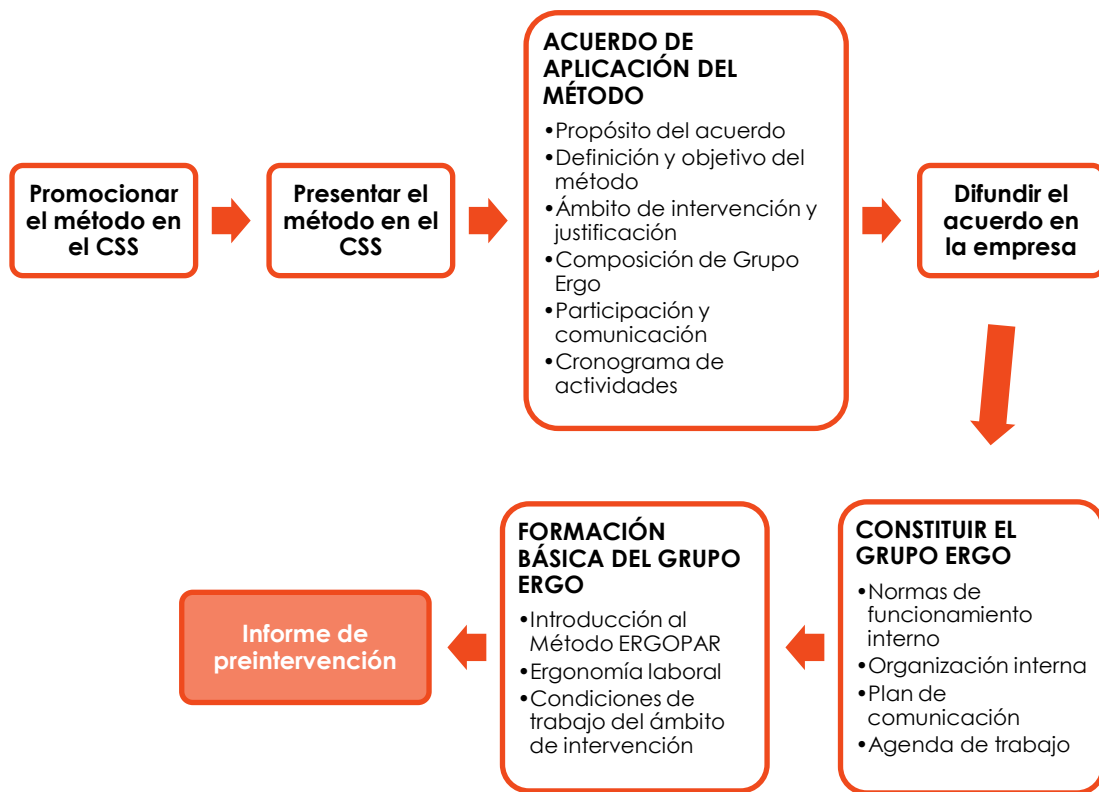 Promocionar
el método en
el CSS
Presentar el
método en el
CSS
ACUERDO DE
APLICACIÓN DEL
MÉTODO
•Propósito del acuerdo
•Definición y objetivo del
método
•Ámbito de intervención y
justificación
•Composición de Grupo
Ergo
•Participación y
comunicación
•Cronograma de
actividades
Difundir el
acuerdo en
la empresa
CONSTITUIR EL
GRUPO ERGO
•Normas de
funcionamiento
interno
•Organización interna
•Plan de
comunicación
•Agenda de trabajo
FORMACIÓN
BÁSICA DEL GRUPO
ERGO
•Introducción al
Método ERGOPAR
•Ergonomía laboral
•Condiciones de
trabajo del ámbito
de intervención
Informe de
preintervención